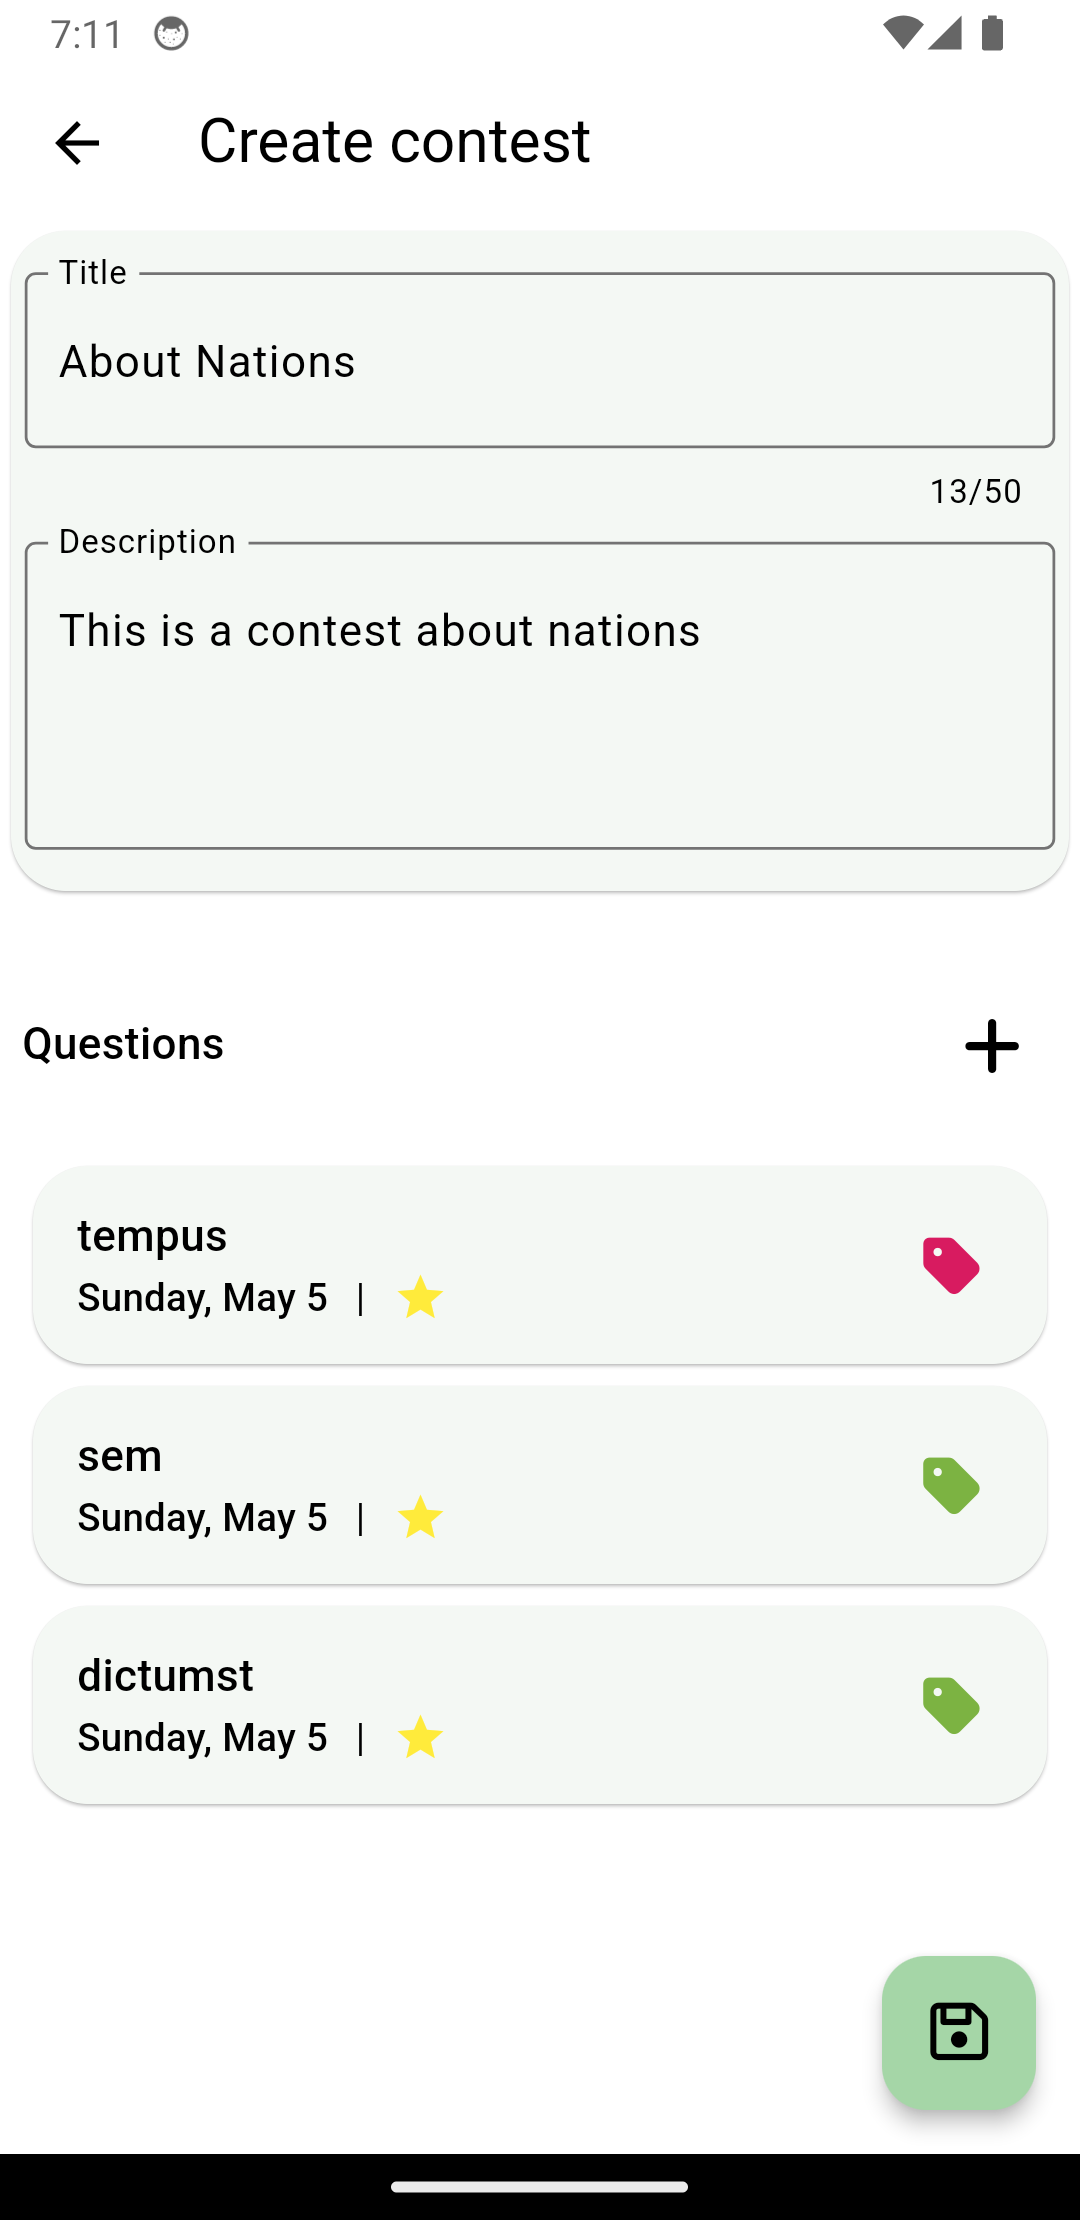 7:11
Create contest
Title
About Nations
13/50
Description
This is a contest about nations
Questions
tempus
Sunday, May 5 |
sem
Sunday, May 5 |
dictumst
Sunday, May 5 |